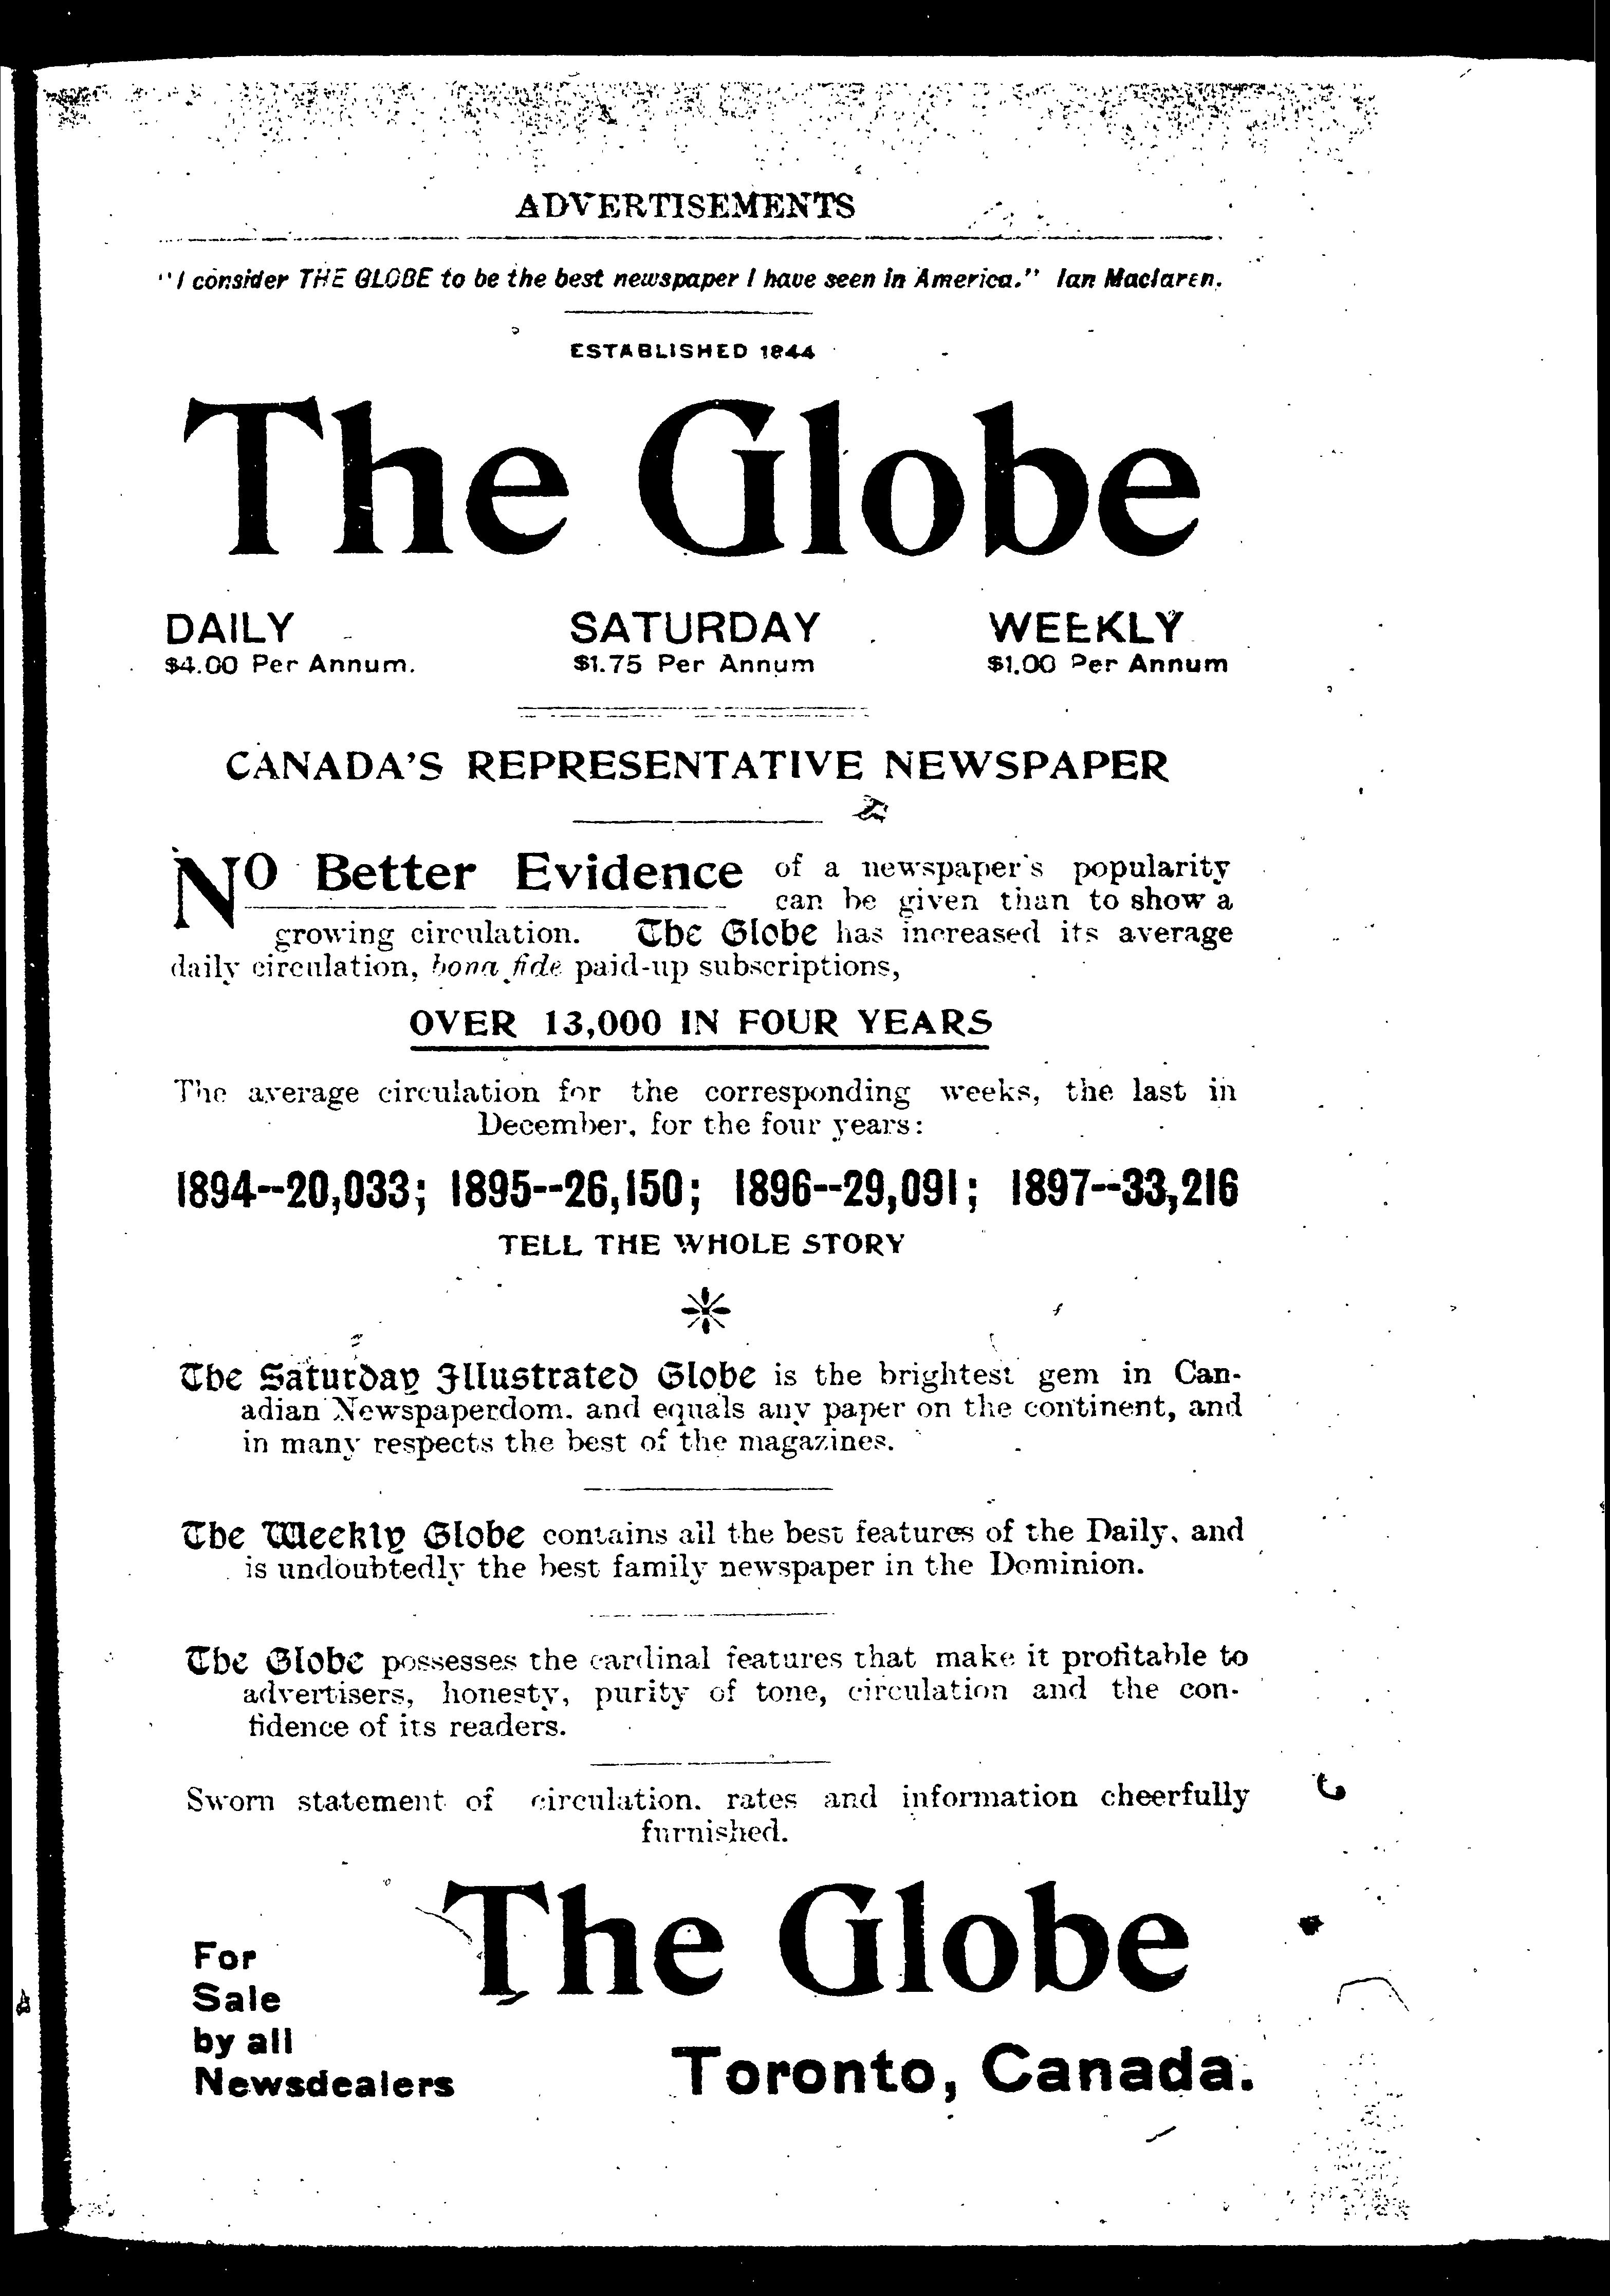 ADVERTISEMENTS
"I consider THE GLOBE to be the best newspaper I have seen in America." Ian Maclaren.
ESTABLISHED 1844
The Globe
DAILY SATURDAY WEEKLY
$4.00 Per Annum. $1.75 Per Annum $1.00 Per Annum
CANADA'S REPRESENTATIVE NEWSPAPER
NO Better Evidence of a newspaper's popularity
can be given than to show a
growing circulation. The Globe has increased its average
daily circulation, bona fide paid-up subscriptions,
OVER 13,000 IN FOUR YEARS
The average circulation for the corresponding weeks, the last in
December, for the four years:
1894--20,033; 1895--26,150; 1896--29,091; 1897--33,216
TELL THE WHOLE STORY
The Saturday Illustrated Globe is the brightest gem in Can-
adian Newspaperdom. and equals any paper on the continent, and
in many respects the best of the magazines.
The Weekly Globe contains all the best features of the Daily, and
is undoubtedly the best family newspaper in the Dominion.
The Globe possesses the cardinal features that make it profitable to
advertisers, honesty, purity of tone, circulation and the con-
fidence of its readers.
Sworn statement of circulation. rates and information cheerfully
furnished.
The Globe
For
Sale
by all
Newsdealers
Toronto, Canada.